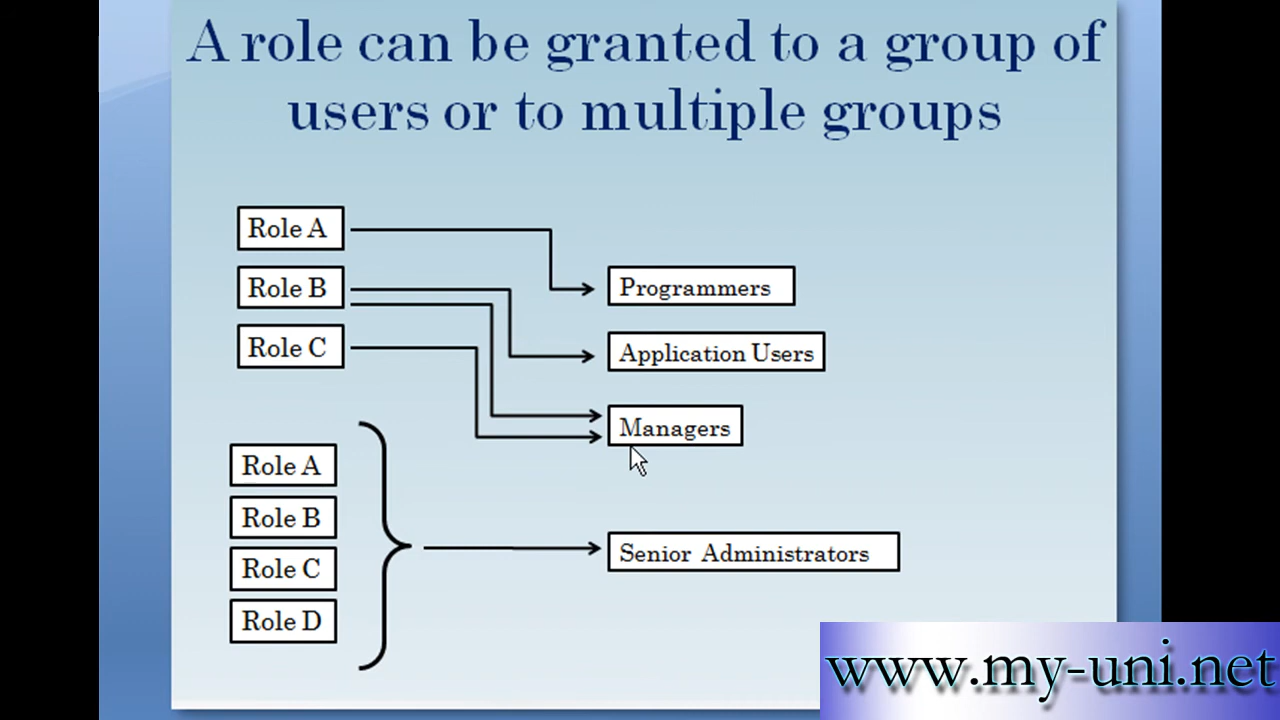 A role can be granted to a group of
users or to multiple groups
Role A
Role B
Role C
Programmers
Application Users
Managers
Role A
Role B
Role C
Role D
Senior Administrators
www.my-uni.net